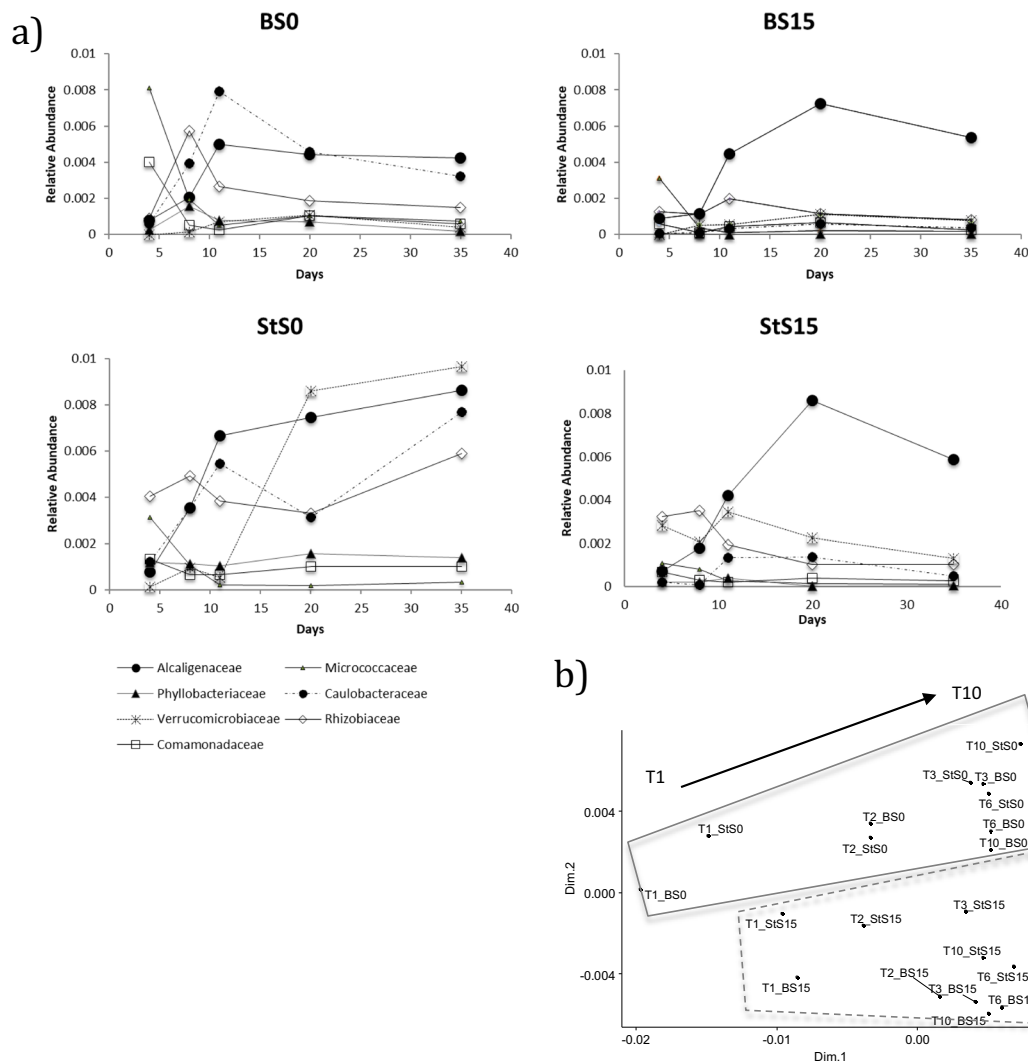 a)
BS0
0.01
0.008
0.006
0.004
0.002
0
Relative Abundance
0 5 10 15 20 25 30 35 40
Days
BS15
0.01
0.008
0.006
0.004
0.002
0
Relative Abundance
0 5 10 15 20 25 30 35 40
Days
StS0
0.01
0.008
0.006
0.004
0.002
0
Relative Abundance
0 10 20 30 40
Days
StS15
0.01
0.008
0.006
0.004
0.002
0
Relative Abundance
0 10 20 30 40
Days
Alcaligenaceae Micrococcaceae
Phyllobacteriaceae Caulobacteraceae
Verrucomicrobiaceae Rhizobiaceae
Comamonadaceae
b)
T1
T10
T10_StS0
T3_StS0 T3_BS0
T6_StS0
T2_BS0
T6_BS0
T1_StS0
T2_StS0
T10_BS0
T1_BS0
T1_StS15
T2_StS15
T3_StS15
T10_StS15
T2_BS15
T6_StS15
T1_BS15
T3_BS15
T6_BS1
T10_BS15
0.004
0.000
-0.004
Dim.2
-0.02 -0.01 0.00
Dim.1